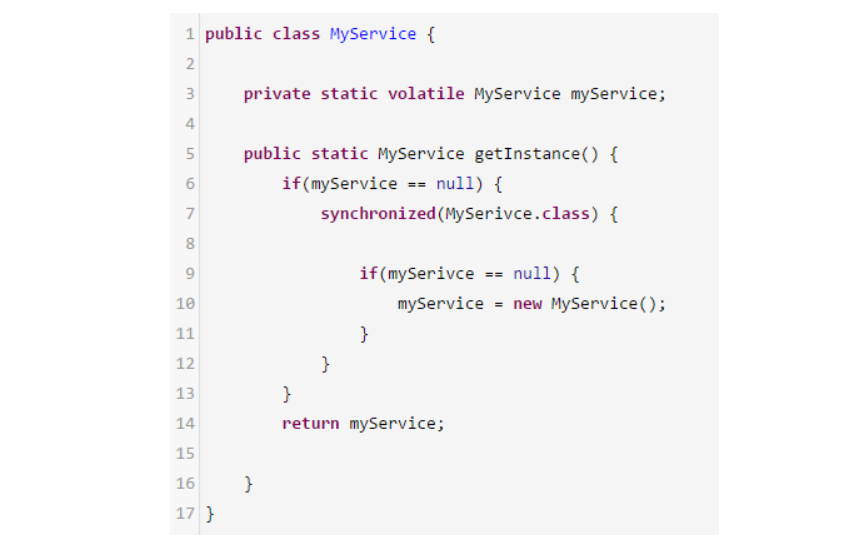 1 public class MyService {
2
3 private static volatile MyService myService;
4
5 public static MyService getInstance() {
6 if(myService == null) {
7 synchronized(MySerivce.class) {
8
9 if(mySerivce == null) {
10 myService = new MyService();
11 }
12 }
13 }
14 return myService;
15
16 }
17 }